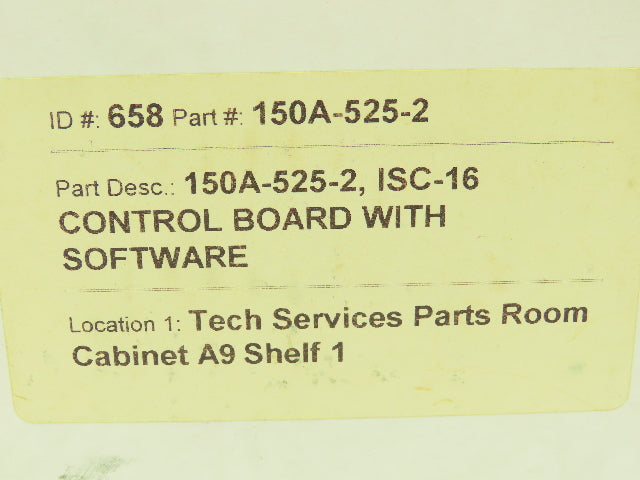 ID #: 658 Part #: 150A-525-2
Part Desc.: 150A-525-2, ISC-16
CONTROL BOARD WITH
SOFTWARE
Location 1: Tech Services Parts Room
Cabinet A9 Shelf 1